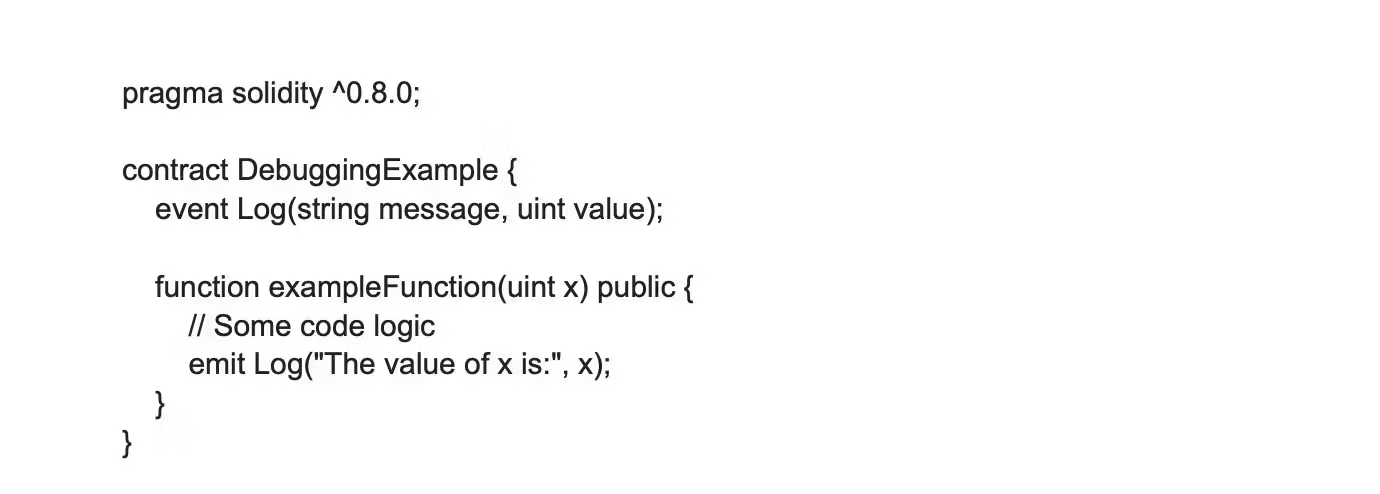 pragma solidity ^0.8.0;

contract DebuggingExample {
    event Log(string message, uint value);

    function exampleFunction(uint x) public {
        // Some code logic
        emit Log("The value of x is:", x);
    }
}